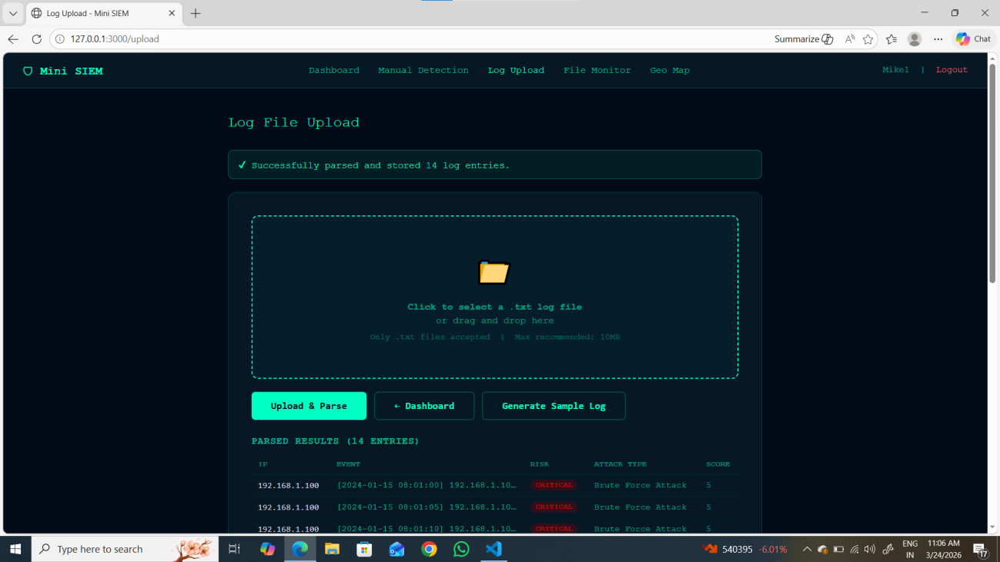 Log Upload - Mini SIEM
127.0.0.1:3000/upload
Summarize
Chat
Mini SIEM
Dashboard
Manual Detection
Log Upload
File Monitor
Geo Map
Mike1 | Logout
Log File Upload
✓ Successfully parsed and stored 14 log entries.
Click to select a .txt log file
or drag and drop here
Only .txt files accepted | Max recommended: 10MB
Upload & Parse
← Dashboard
Generate Sample Log
PARSED RESULTS (14 ENTRIES)
IP EVENT RISK ATTACK TYPE SCORE
192.168.1.100 [2024-01-15 08:01:00] 192.168.1.10… CRITICAL Brute Force Attack 5
192.168.1.100 [2024-01-15 08:01:05] 192.168.1.10… CRITICAL Brute Force Attack 5
192.168.1.100 [2024-01-15 08:01:10] 192.168.1.10… CRITICAL Brute Force Attack 5
Type here to search
540395 -6.01%
ENG
IN
11:06 AM
3/24/2026
17